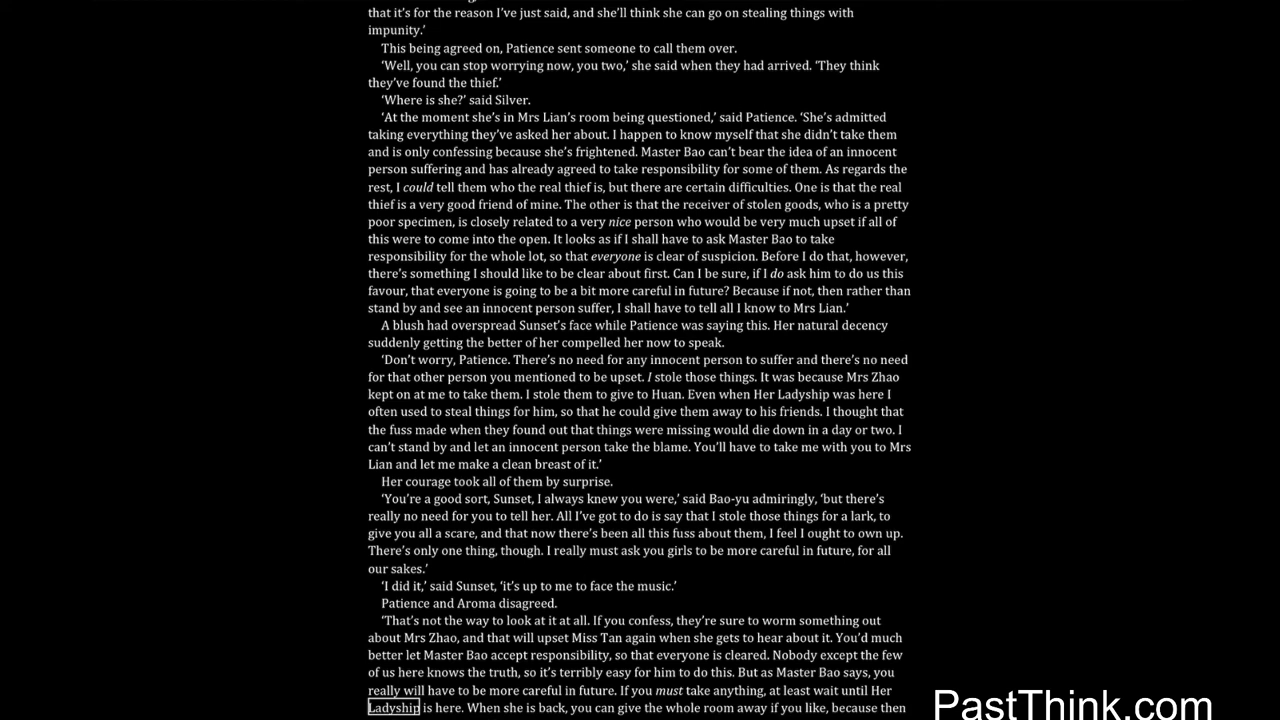 that it's for the reason I've just said, and she'll think she can go on stealing things with
impunity.'
This being agreed on, Patience sent someone to call them over.
‘Well, you can stop worrying now, you two,’ she said when they had arrived. ‘They think
they've found the thief.’
‘Where is she?’ said Silver.
‘At the moment she's in Mrs Lian's room being questioned,’ said Patience. ‘She's admitted
taking everything they've asked her about. I happen to know myself that she didn't take them
and is only confessing because she's frightened. Master Bao can't bear the idea of an innocent
person suffering and has already agreed to take responsibility for some of them. As regards the
rest, I could tell them who the real thief is, but there are certain difficulties. One is that the real
thief is a very good friend of mine. The other is that the receiver of stolen goods, who is a pretty
poor specimen, is closely related to a very nice person who would be very much upset if all of
this were to come into the open. It looks as if I shall have to ask Master Bao to take
responsibility for the whole lot, so that everyone is clear of suspicion. Before I do that, however,
there's something I should like to be clear about first. Can I be sure, if I do ask him to do us this
favour, that everyone is going to be a bit more careful in future? Because if not, then rather than
stand by and see an innocent person suffer, I shall have to tell all I know to Mrs Lian.’
A blush had overspread Sunset's face while Patience was saying this. Her natural decency
suddenly getting the better of her compelled her now to speak.
‘Don't worry, Patience. There's no need for any innocent person to suffer and there's no need
for that other person you mentioned to be upset. I stole those things. It was because Mrs Zhao
kept on at me to take them. I stole them to give to Huan. Even when Her Ladyship was here I
often used to steal things for him, so that he could give them away to his friends. I thought that
the fuss made when they found out that things were missing would die down in a day or two. I
can't stand by and let an innocent person take the blame. You'll have to take me with you to Mrs
Lian and let me make a clean breast of it.’
Her courage took all of them by surprise.
‘You're a good sort, Sunset, I always knew you were,’ said Bao-yu admiringly, ‘but there's
really no need for you to tell her. All I've got to do is say that I stole those things for a lark, to
give you all a scare, and that now there's been all this fuss about them, I feel I ought to own up.
There's only one thing, though. I really must ask you girls to be more careful in future, for all
our sakes.’
‘I did it,’ said Sunset, ‘it's up to me to face the music.’
Patience and Aroma disagreed.
‘That's not the way to look at it at all. If you confess, they're sure to worm something out
about Mrs Zhao, and that will upset Miss Tan again when she gets to hear about it. You'd much
better let Master Bao accept responsibility, so that everyone is cleared. Nobody except the few
of us here knows the truth, so it's terribly easy for him to do this. But as Master Bao says, you
really will have to be more careful in future. If you must take anything, at least wait until Her
Ladyship is here. When she is back, you can give the whole room away if you like, because then
PastThink.com